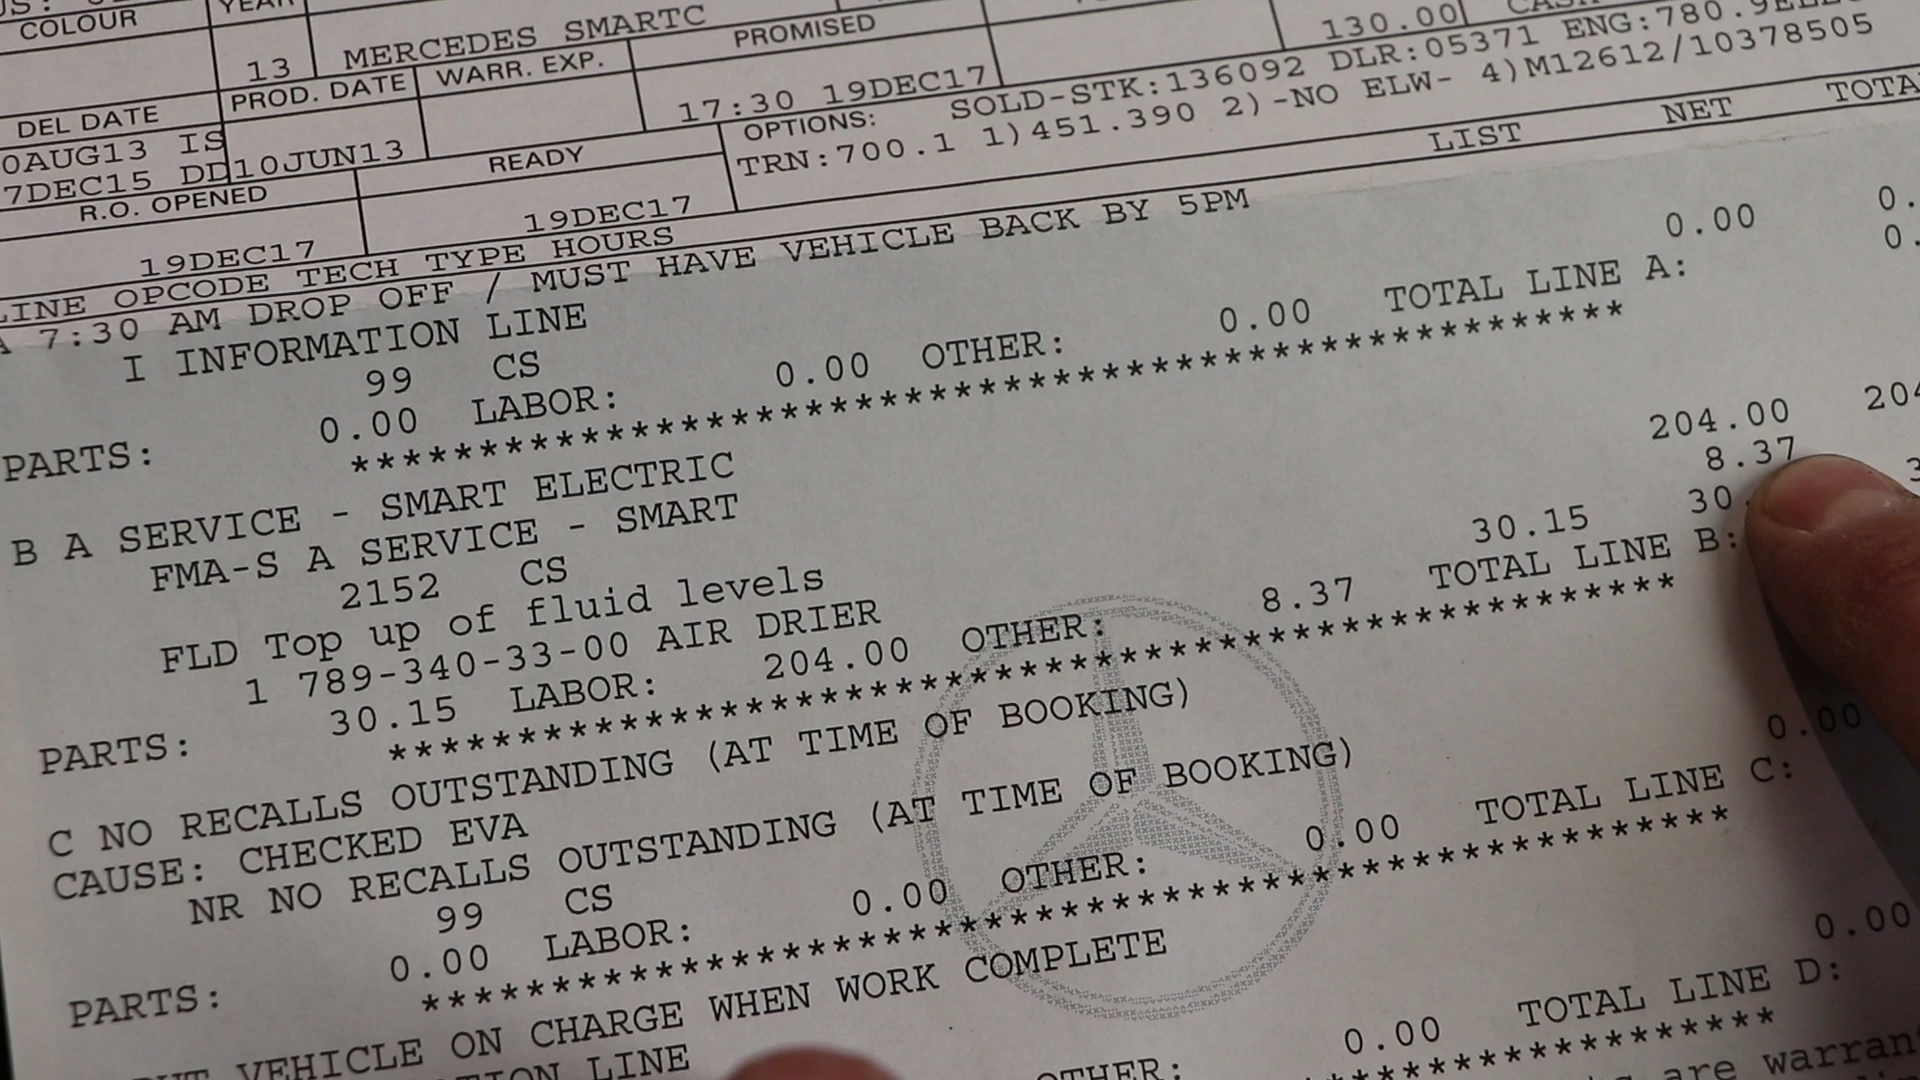 COLOUR
13 MERCEDES SMARTC PROMISED 130.00
DEL DATE PROD. DATE WARR. EXP. 17:30 19DEC17
0AUG13 IS
7DEC15 DD 10JUN13
OPTIONS: SOLD-STK:136092 DLR:05371 ENG:780.
TRN:700.1 1)451.390 2)-NO ELW- 4)M12612/10378505
R.O. OPENED READY
19DEC17 19DEC17
LINE OPCODE TECH TYPE HOURS LIST NET
A 7:30 AM DROP OFF / MUST HAVE VEHICLE BACK BY 5PM
I INFORMATION LINE
99 CS 0.00 0.
PARTS: 0.00 LABOR: 0.00 OTHER: 0.00 TOTAL LINE A: 0.
****************************************
B A SERVICE - SMART ELECTRIC
FMA-S A SERVICE - SMART
2152 CS 204.00 204
FLD Top up of fluid levels 8.37
1 789-340-33-00 AIR DRIER 30.15 30.
PARTS: 30.15 LABOR: 204.00 OTHER: 8.37 TOTAL LINE B:
****************************************
C NO RECALLS OUTSTANDING (AT TIME OF BOOKING)
CAUSE: CHECKED EVA
NR NO RECALLS OUTSTANDING (AT TIME OF BOOKING)
99 CS 0.00
PARTS: 0.00 LABOR: 0.00 OTHER: 0.00 TOTAL LINE C:
****************************************
VEHICLE ON CHARGE WHEN WORK COMPLETE
LINE
0.00
OTHER: 0.00 TOTAL LINE D:
are